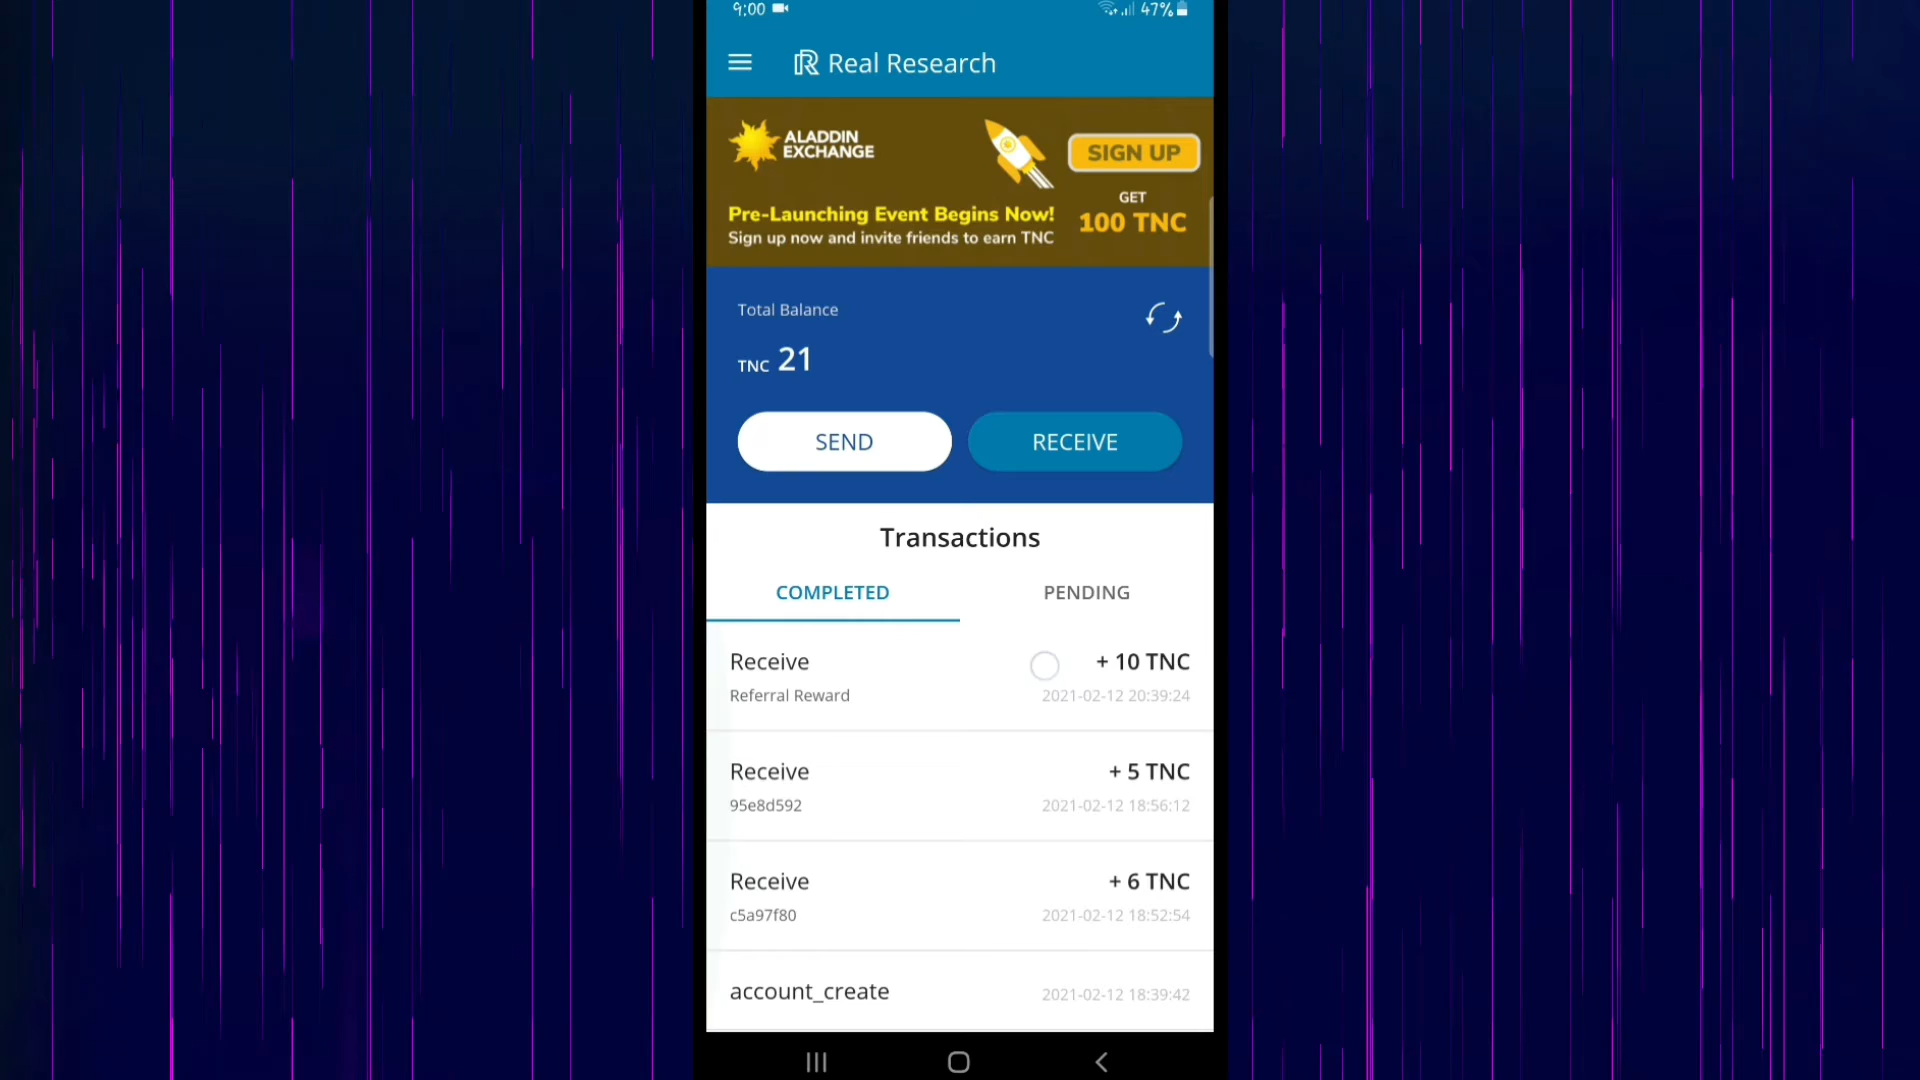 9:00 47%
Real Research
ALADDIN
EXCHANGE
SIGN UP
GET
100 TNC
Pre-Launching Event Begins Now!
Sign up now and invite friends to earn TNC
Total Balance
TNC 21
SEND RECEIVE
Transactions
COMPLETED PENDING
Receive + 10 TNC
Referral Reward 2021-02-12 20:39:24
Receive + 5 TNC
95e8d592 2021-02-12 18:56:12
Receive + 6 TNC
c5a97f80 2021-02-12 18:52:54
account_create 2021-02-12 18:39:42